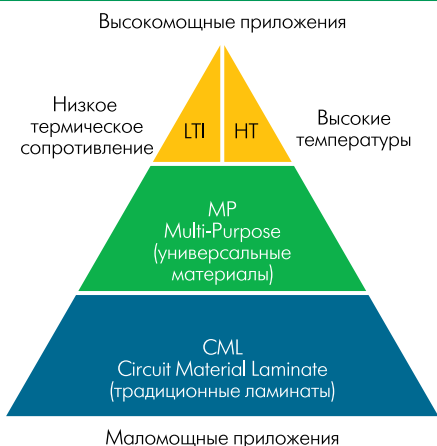 Высокомощные приложения
Низкое
термическое
сопротивление
LTI
HT
Высокие
температуры
MP
Multi-Purpose
(универсальные
материалы)
CML
Circuit Material Laminate
(традиционные ламинаты)
Маломощные приложения